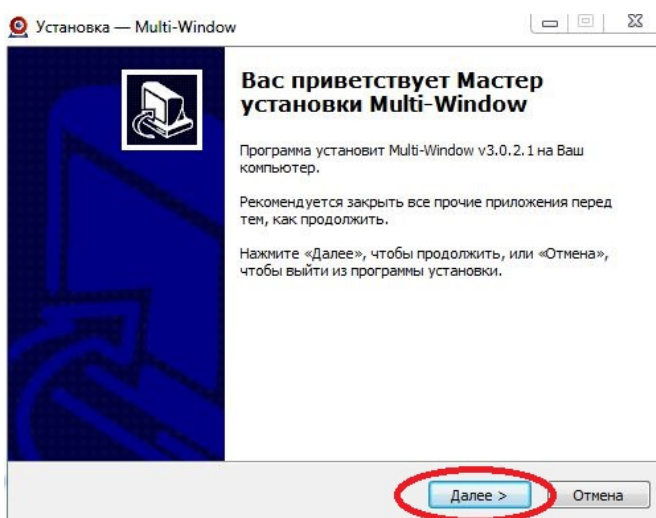 Установка — Multi-Window
Вас приветствует Мастер
установки Multi-Window
Программа установит Multi-Window v3.0.2.1 на Ваш
компьютер.
Рекомендуется закрыть все прочие приложения перед
тем, как продолжить.
Нажмите «Далее», чтобы продолжить, или «Отмена»,
чтобы выйти из программы установки.
Далее >
Отмена